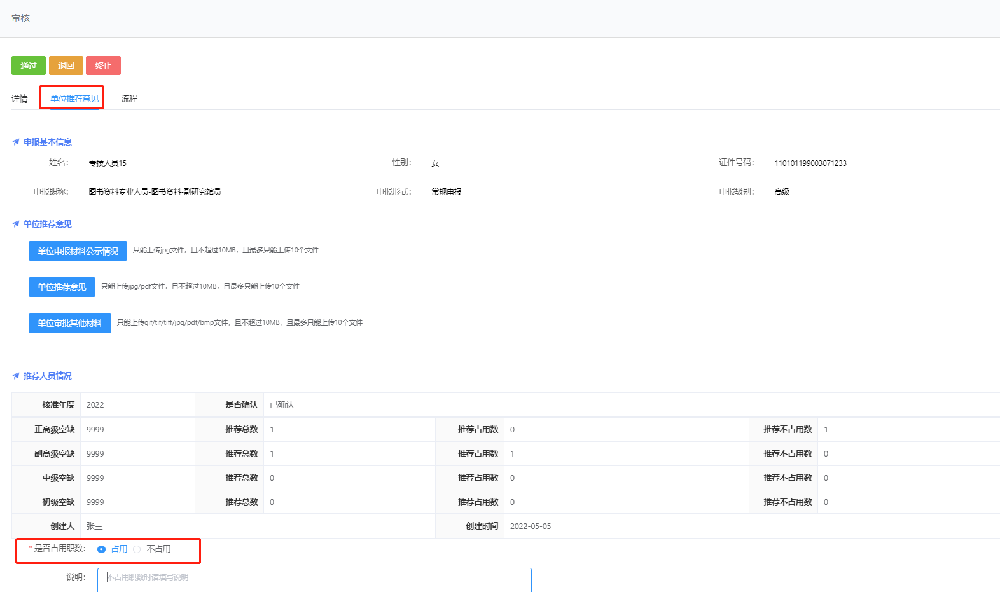 审核
通过 退回 终止
详情 单位推荐意见 流程
申报基本信息
姓名: 专技人员15 性别: 女 证件号码: 110101199003071233
申报职称: 图书资料专业人员-图书资料-副研究馆员 申报形式: 常规申报 申报级别: 高级
单位推荐意见
单位申报材料公示情况 只能上传jpg文件，且不超过10MB，且最多只能上传10个文件
单位推荐意见 只能上传jpg/pdf文件，且不超过10MB，且最多只能上传10个文件
单位审批其他材料 只能上传gif/tif/tiff/jpg/pdf/bmp文件，且不超过10MB，且最多只能上传10个文件
推荐人员情况
核准年度 2022 是否确认 已确认
正高级空缺 9999 推荐总数 1 推荐占用数 0 推荐不占用数 1
副高级空缺 9999 推荐总数 1 推荐占用数 1 推荐不占用数 0
中级空缺 9999 推荐总数 0 推荐占用数 0 推荐不占用数 0
初级空缺 9999 推荐总数 0 推荐占用数 0 推荐不占用数 0
创建人 张三 创建时间 2022-05-05
* 是否占用职数: 占用 不占用
说明: 不占用职数时请填写说明